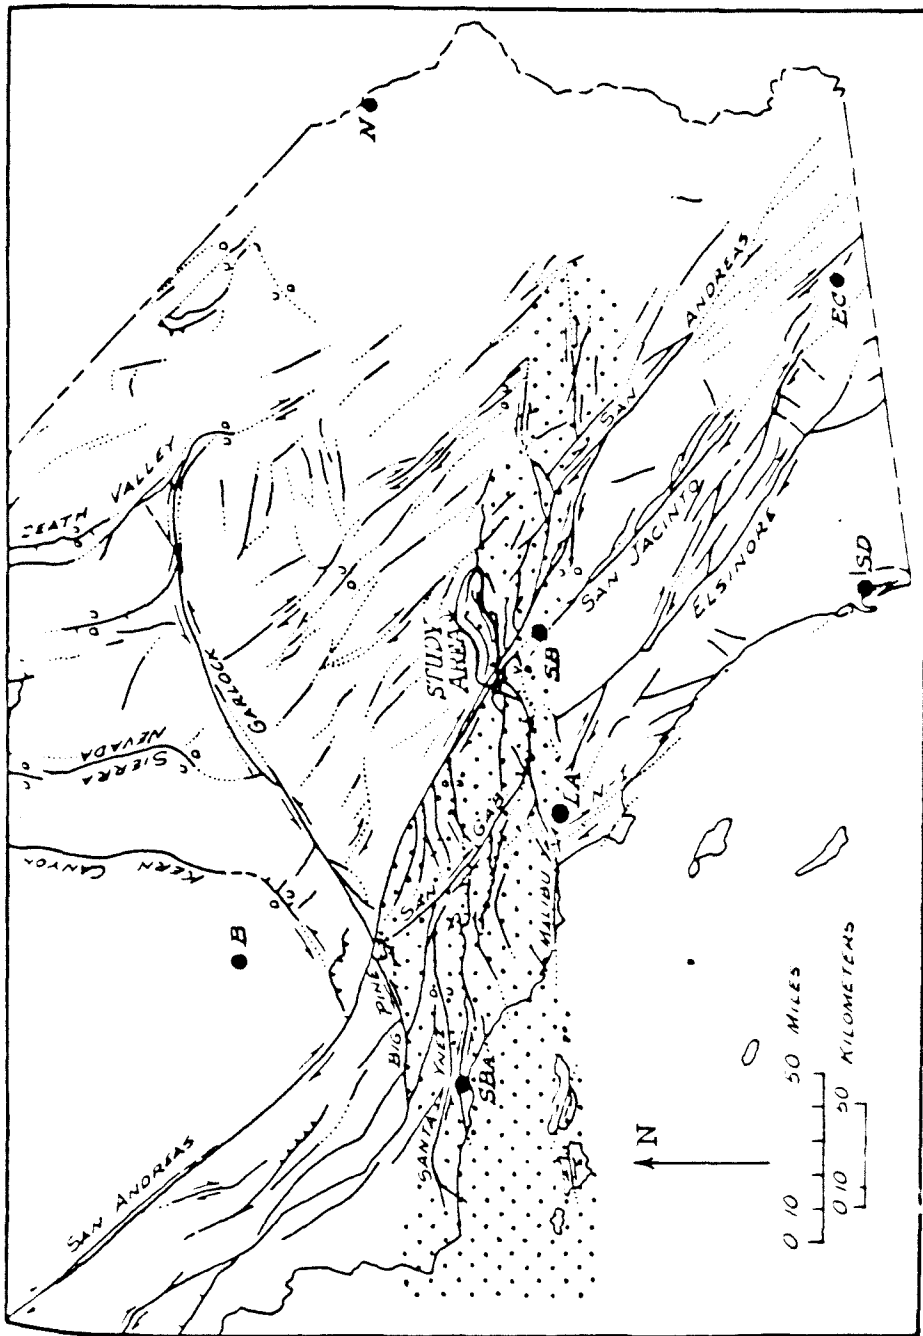 DEATH VALLEY
SIERRA
NEVADA
KERN CANYON
GARLOCK
B
N
SAN ANDREAS
BIG PINE
SANTA YNEZ
SBA
SAN GAB
MALIBU
LA
STUDY
AREA
SB
SAN ANDREAS
SAN JACINTO
ELSINORE
EC
SD
N
0 10 50 MILES
0 10 50 KILOMETERS